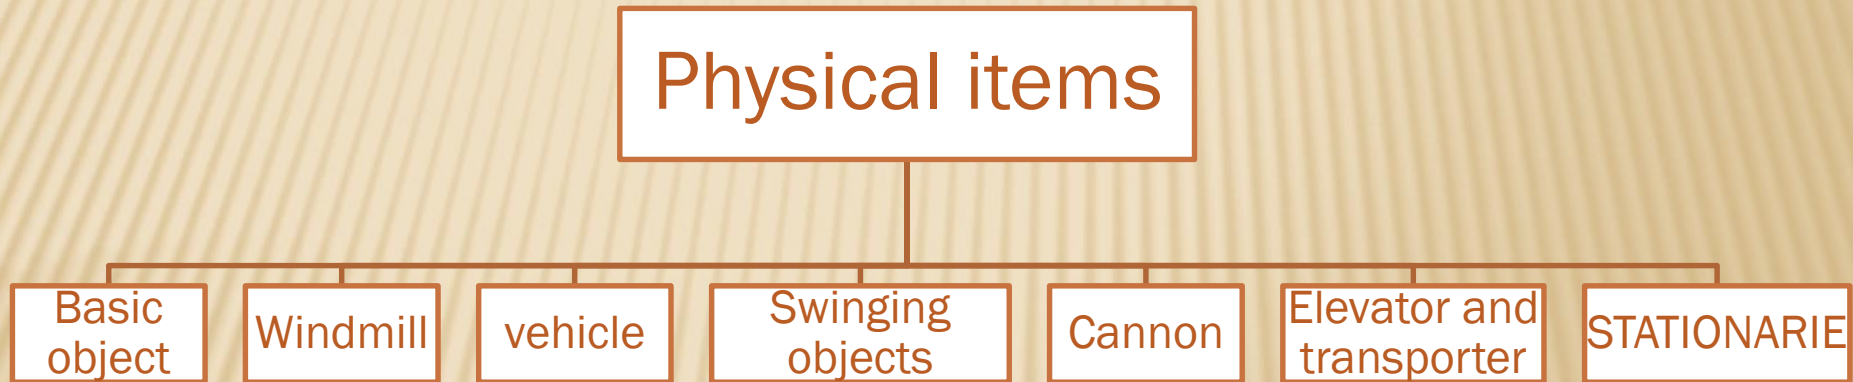 Physical items
Basic
object
Windmill
vehicle
Swinging
objects
Cannon
Elevator and
transporter
STATIONARIE